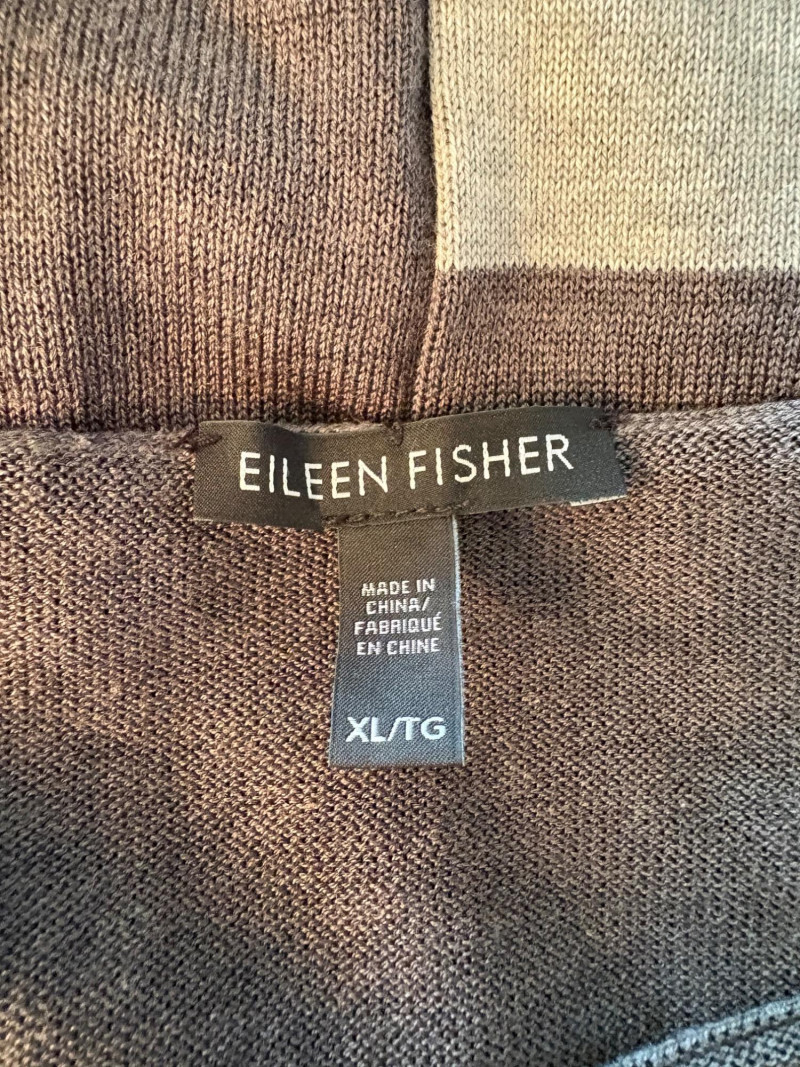 EILEEN FISHER
MADE IN
CHINA/
FABRIQUÉ
EN CHINE
XL/TG